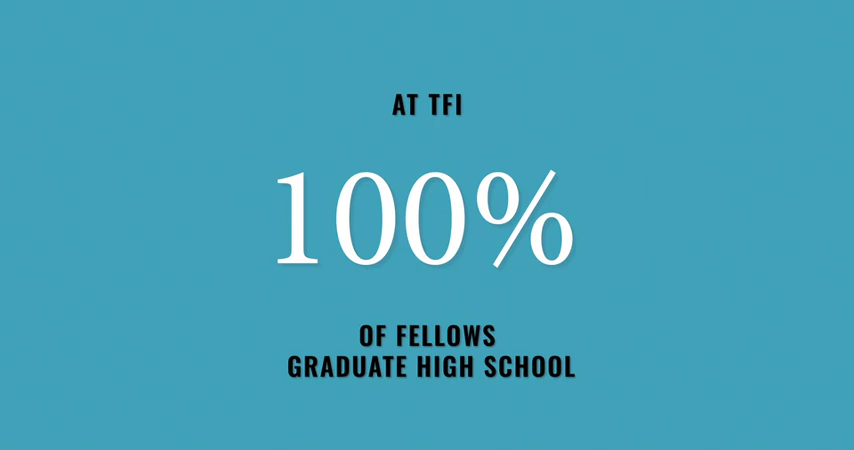 AT TFI
100%
OF FELLOWS
GRADUATE HIGH SCHOOL